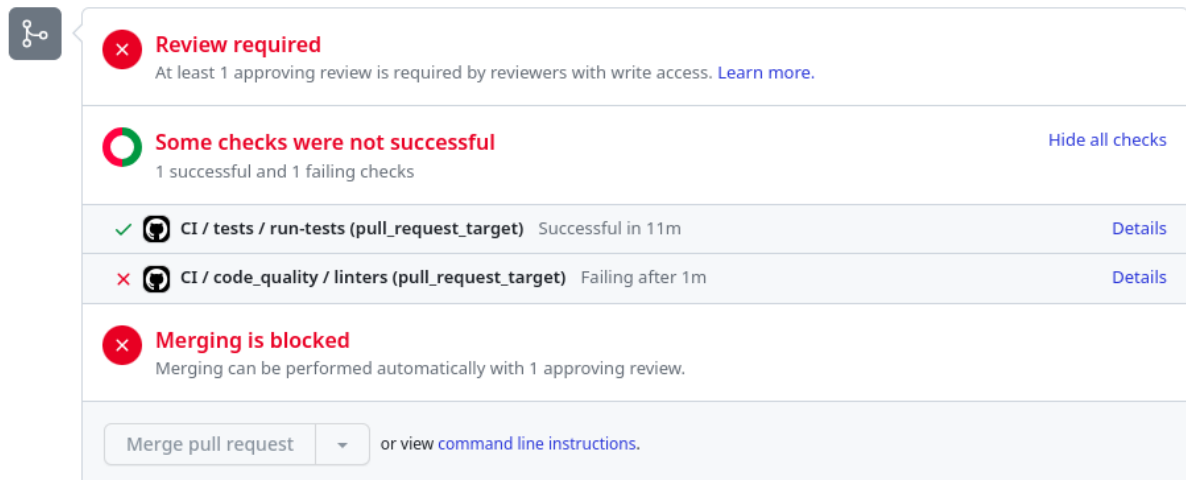 Review required
At least 1 approving review is required by reviewers with write access. Learn more.
Some checks were not successful
Hide all checks
1 successful and 1 failing checks
CI / tests / run-tests (pull_request_target) Successful in 11m Details
CI / code_quality / linters (pull_request_target) Failing after 1m Details
Merging is blocked
Merging can be performed automatically with 1 approving review.
Merge pull request or view command line instructions.